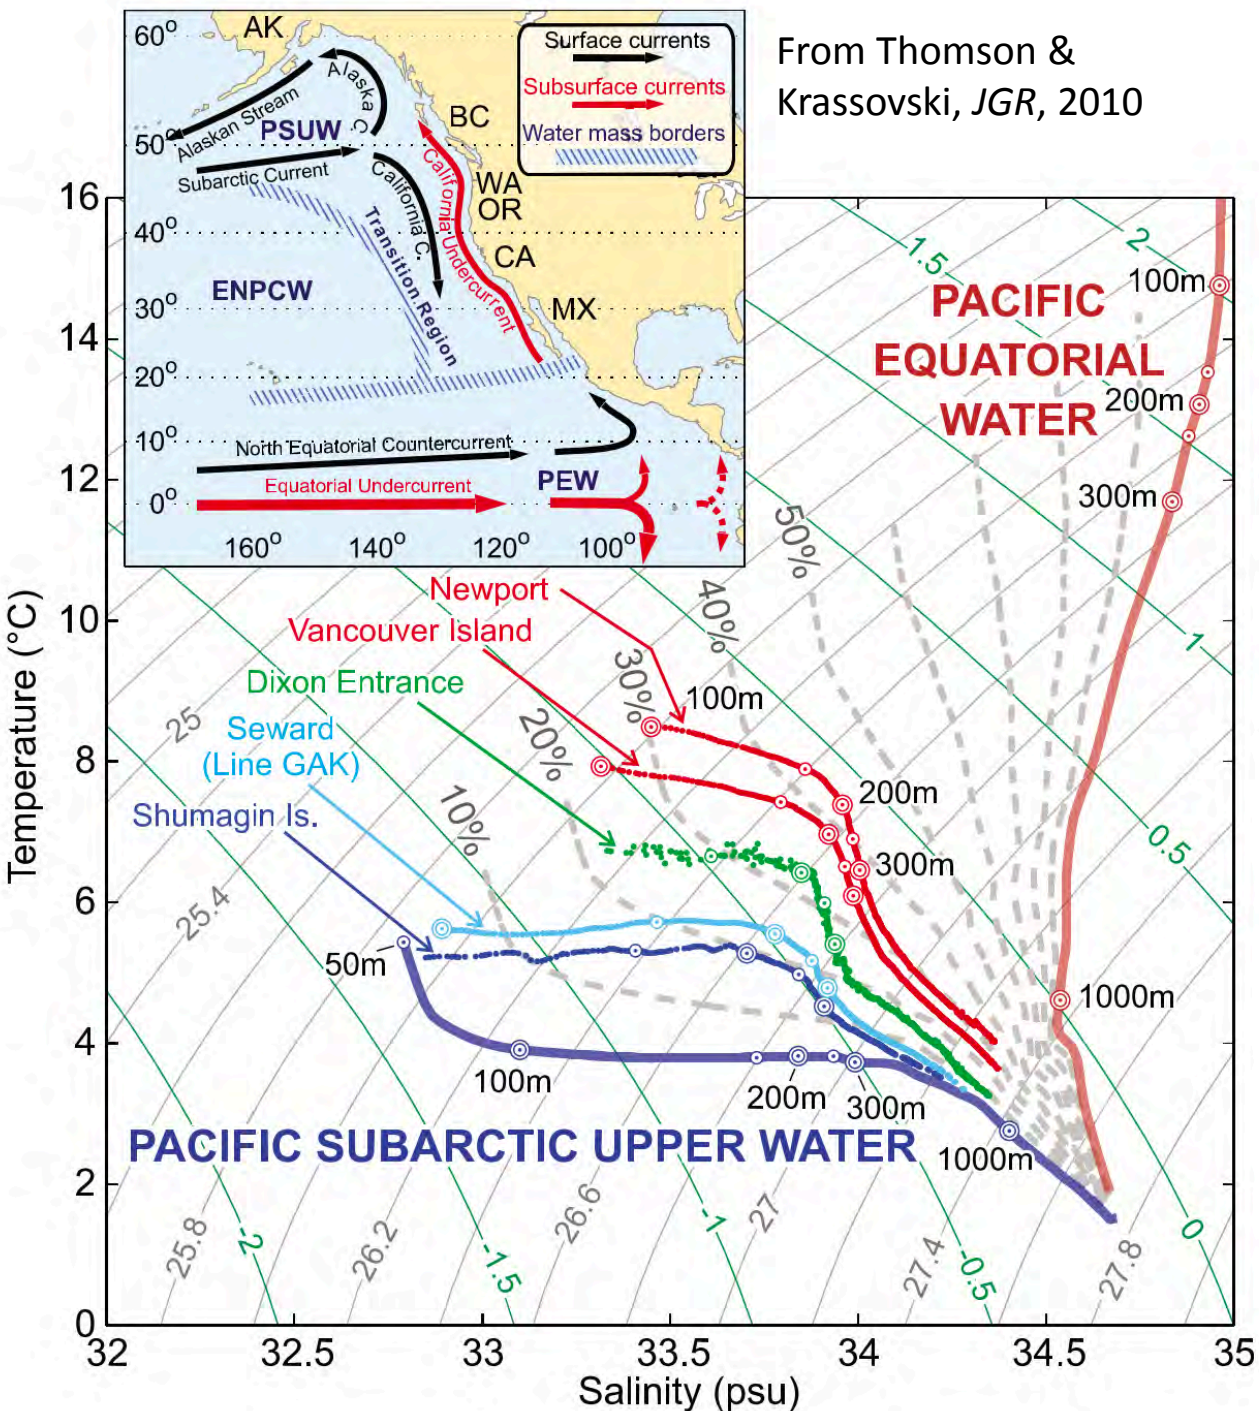 From Thomson &
Krassovski, JGR, 2010
60°
50°
40°
30°
20°
10°
0°
160°
140°
120°
100°
AK
BC
WA
OR
CA
MX
Surface currents
Subsurface currents
Water mass borders
Alaska C.
Alaskan Stream
PSUW
Subarctic Current
California C.
California Undercurrent
Transition Region
ENPCW
North Equatorial Countercurrent
Equatorial Undercurrent
PEW
16
14
12
10
8
6
4
2
0
Temperature (°C)
32
32.5
33
33.5
34
34.5
35
Salinity (psu)
PACIFIC
EQUATORIAL
WATER
100m
200m
300m
1000m
Newport
Vancouver Island
Dixon Entrance
Seward
(Line GAK)
Shumagin Is.
100m
200m
300m
50m
100m
200m
300m
1000m
PACIFIC SUBARCTIC UPPER WATER
10%
20%
30%
40%
50%
25
25.4
25.8
26.2
26.6
27
27.4
27.8
-2
-1.5
-1
-0.5
0
0.5
1
1.5
2